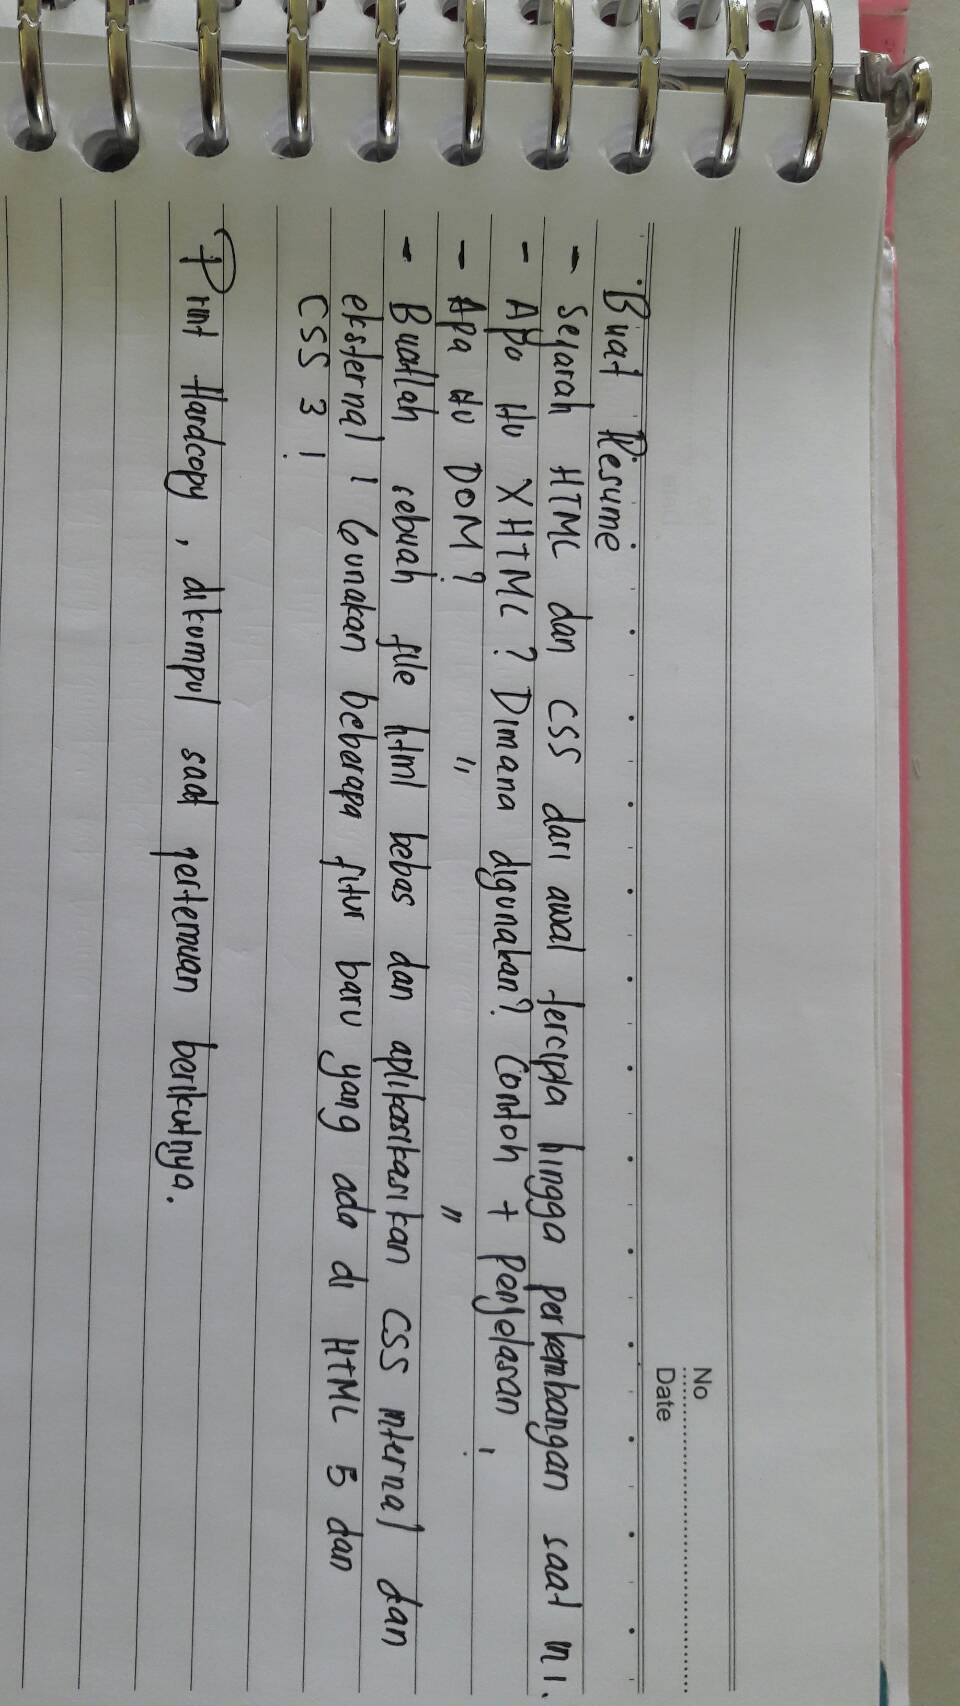 No
Date
Buat Resume
- Sejarah HTML dan CSS dari awal tercipta hingga perkembangan saat ini.
- Apa itu XHTML? Dimana digunakan? Contoh + Penjelasan !
- Apa itu DOM? " "
- Buatlah sebuah file html bebas dan aplikasikasikan CSS internal dan
eksternal ! Gunakan beberapa fitur baru yang ada di HTML 5 dan
CSS 3 !
Print Hardcopy, dikumpul saat pertemuan berikutnya.